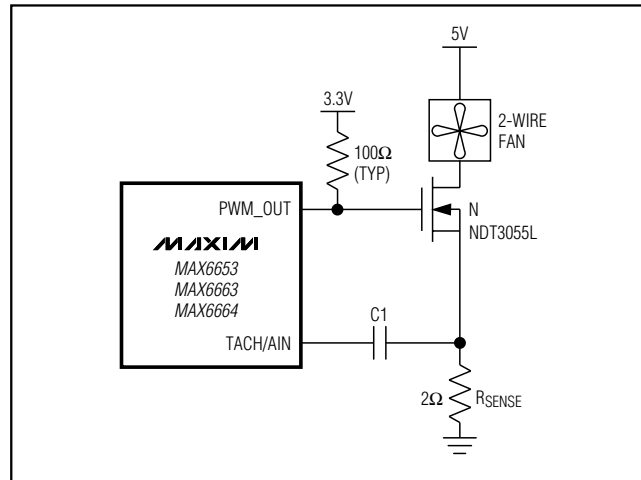 5V
3.3V
2-WIRE
FAN
100Ω
(TYP)
PWM_OUT
N
NDT3055L
MAXIM
MAX6653
MAX6663
MAX6664
C1
TACH/AIN
2Ω
RSENSE